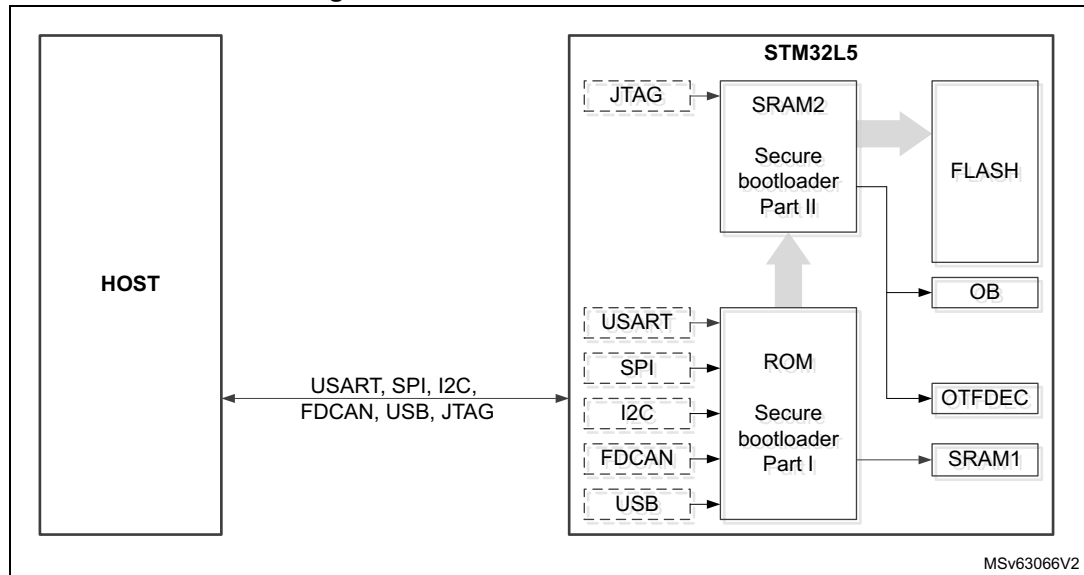 STM32L5
JTAG
SRAM2
Secure
bootloader
Part II
FLASH
HOST
OB
USART
SPI
I2C
FDCAN
USB
ROM
Secure
bootloader
Part I
OTFDEC
SRAM1
USART, SPI, I2C,
FDCAN, USB, JTAG
MSv63066V2